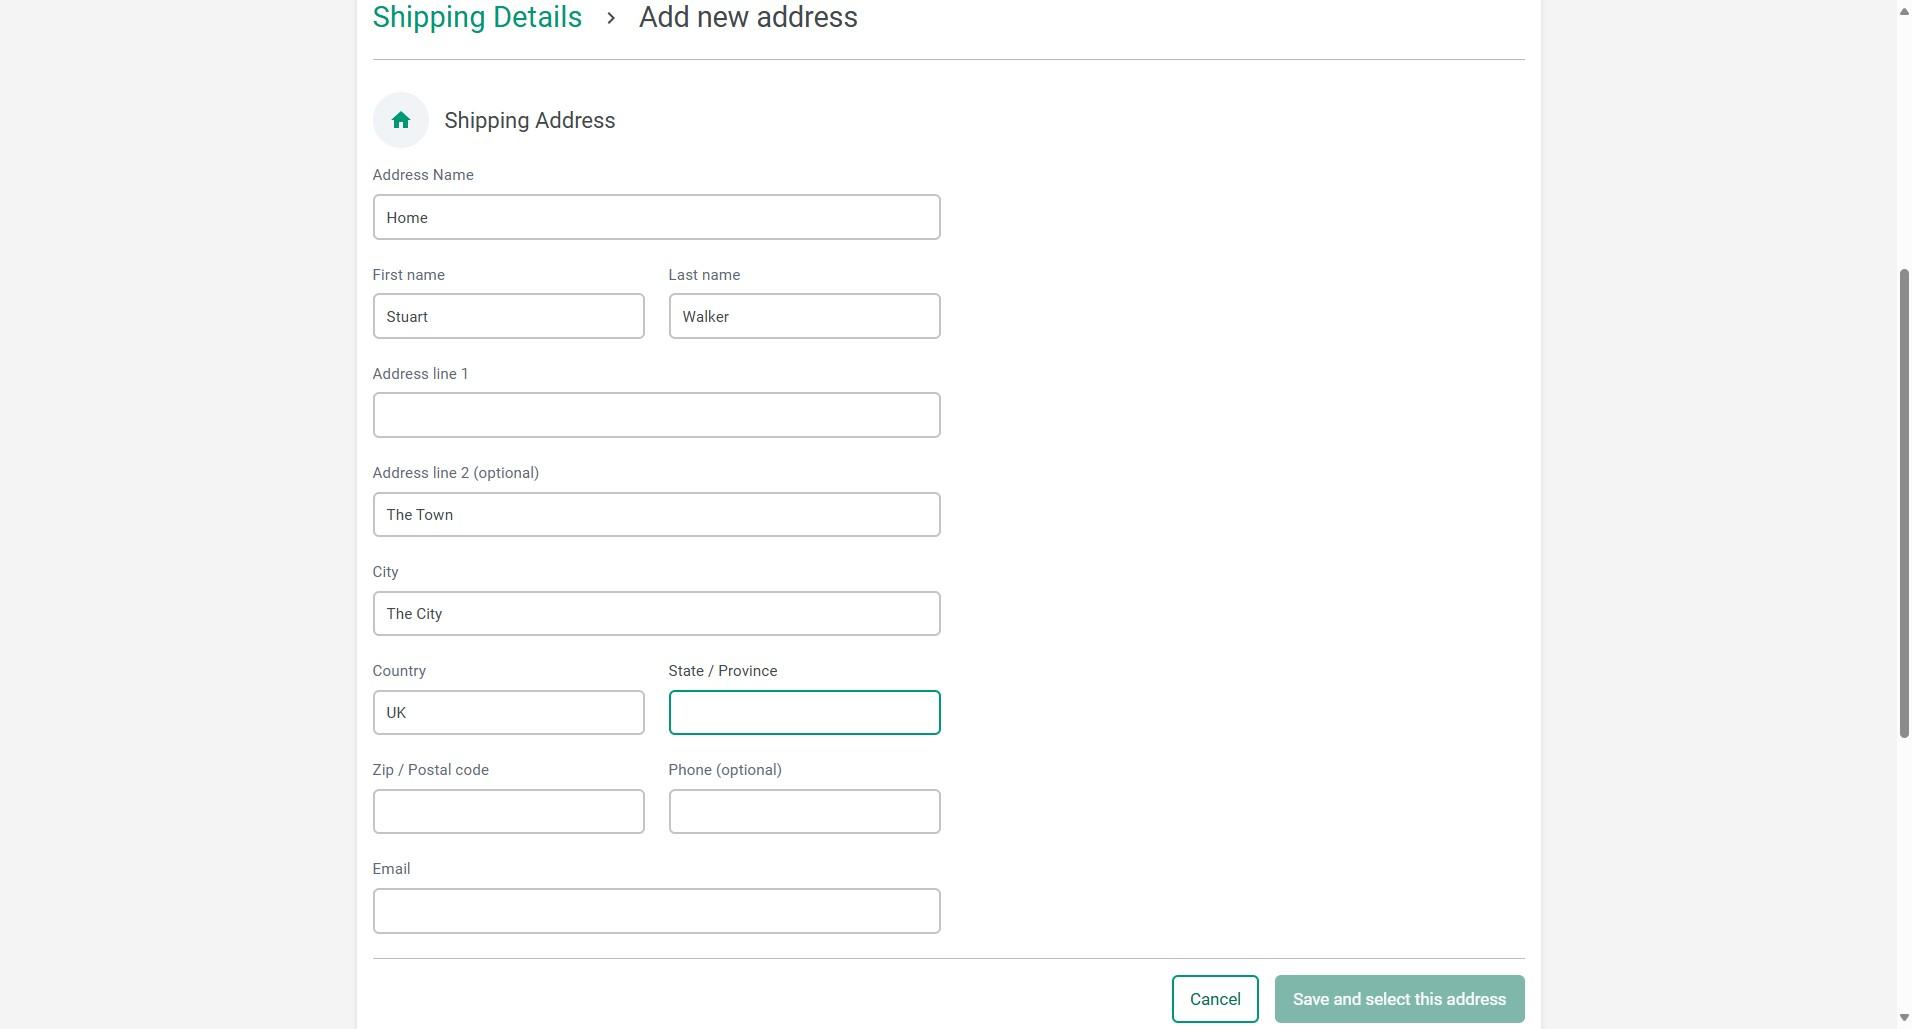 Shipping Details > Add new address
Shipping Address
Address Name
Home
First name Last name
Stuart Walker
Address line 1
Address line 2 (optional)
The Town
City
The City
Country State / Province
UK
Zip / Postal code Phone (optional)
Email
Cancel Save and select this address